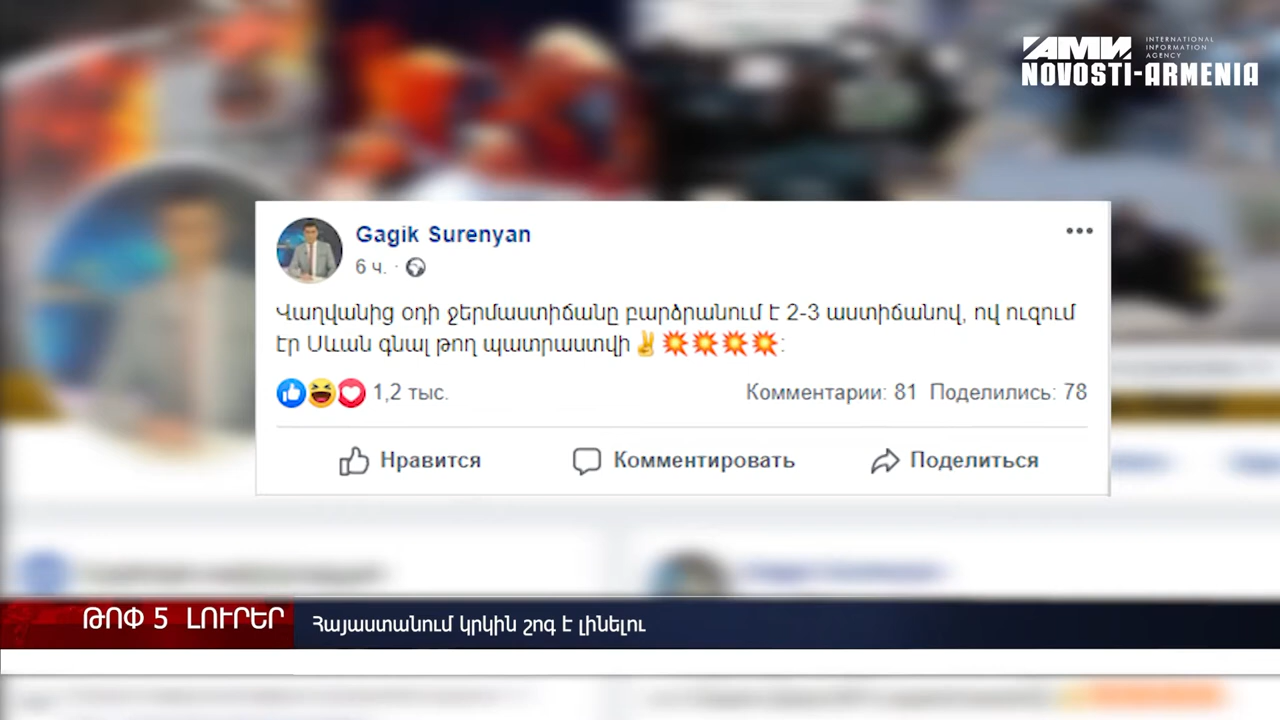 АМИ
INTERNATIONAL
INFORMATION
AGENCY
NOVOSTI-ARMENIA
Gagik Surenyan
6 ч. ·
Վաղվանից օդի ջերմաստիճանը բարձրանում է 2-3 աստիճանով, ով ուզում
էր Սևան գնալ թող պատրաստվի✌️💥💥💥💥:
1,2 тыс.
Комментарии: 81 Поделились: 78
Нравится
Комментировать
Поделиться
ԹՈՓ 5 ԼՈՒՐԵՐ
Հայաստանում կրկին շոգ է լինելու